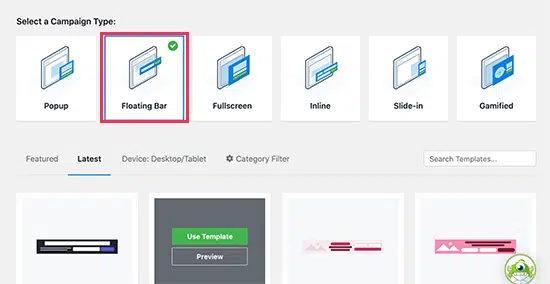 Select a Campaign Type:
Popup
Floating Bar
Fullscreen
Inline
Slide-in
Gamified
Featured
Latest
Device: Desktop/Tablet
Category Filter
Search Templates...
Use Template
Preview